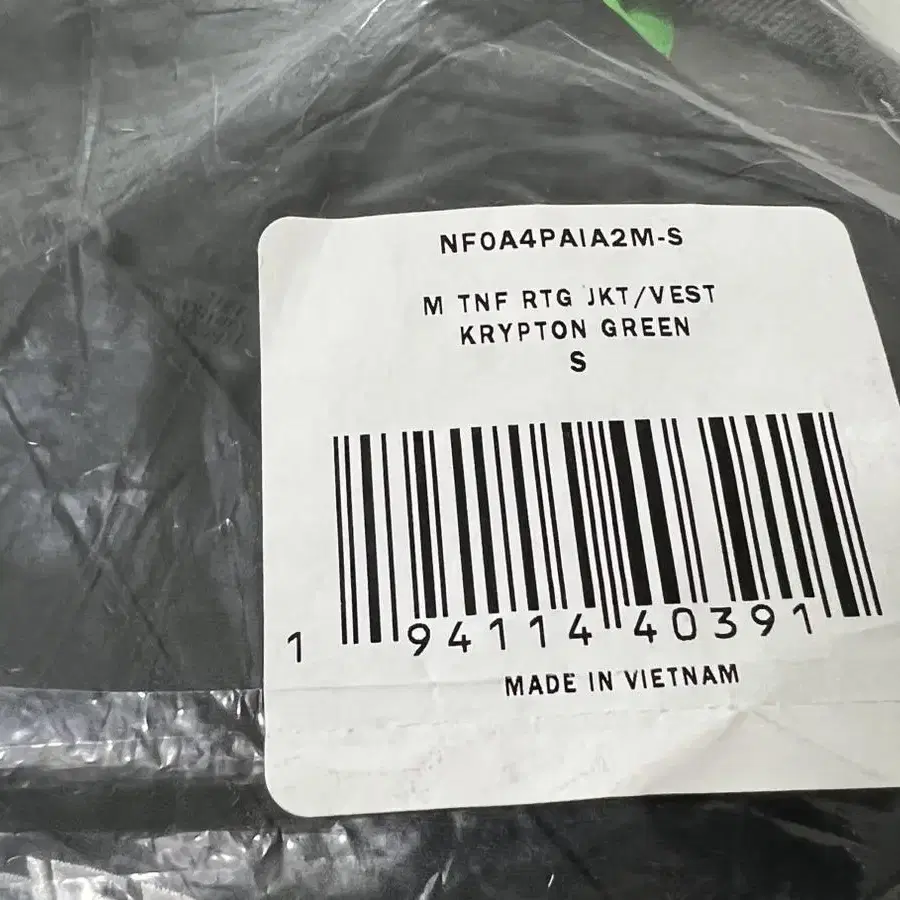 NF0A4PAIA2M-S
M TNF RTG JKT/VEST
KRYPTON GREEN
S
1 94114 40391
MADE IN VIETNAM